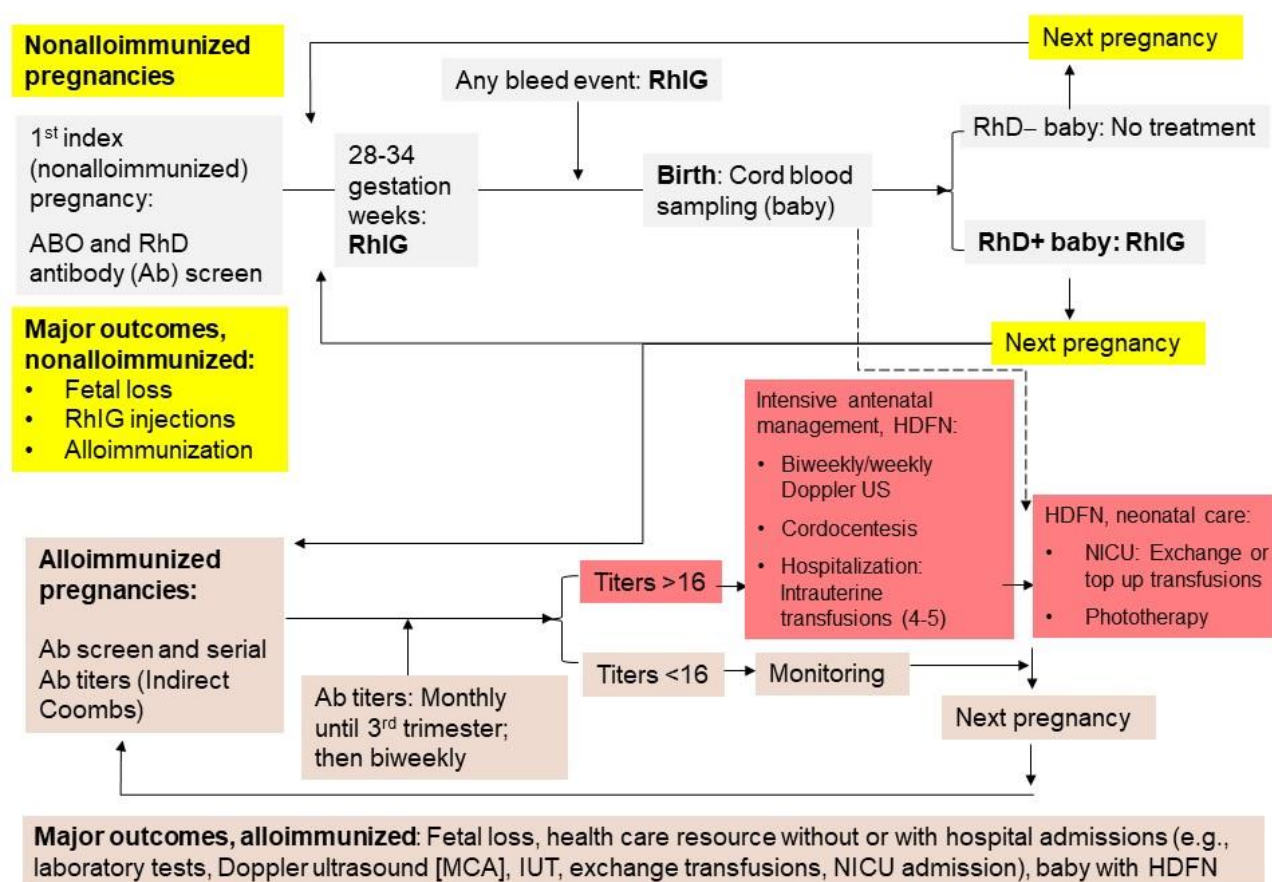 Nonalloimmunized
pregnancies
Next pregnancy
Any bleed event: RhIG
1st index
(nonalloimmunized)
pregnancy:
ABO and RhD
antibody (Ab) screen
28-34
gestation
weeks:
RhIG
Birth: Cord blood
sampling (baby)
RhD– baby: No treatment
RhD+ baby: RhIG
Next pregnancy
Major outcomes,
nonalloimmunized:
• Fetal loss
• RhIG injections
• Alloimmunization
Intensive antenatal
management, HDFN:
• Biweekly/weekly
Doppler US
• Cordocentesis
• Hospitalization:
Intrauterine
transfusions (4-5)
HDFN, neonatal care:
• NICU: Exchange or
top up transfusions
• Phototherapy
Alloimmunized
pregnancies:
Ab screen and serial
Ab titers (Indirect
Coombs)
Titers >16
Titers <16
Monitoring
Ab titers: Monthly
until 3rd trimester;
then biweekly
Next pregnancy
Major outcomes, alloimmunized: Fetal loss, health care resource without or with hospital admissions (e.g.,
laboratory tests, Doppler ultrasound [MCA], IUT, exchange transfusions, NICU admission), baby with HDFN